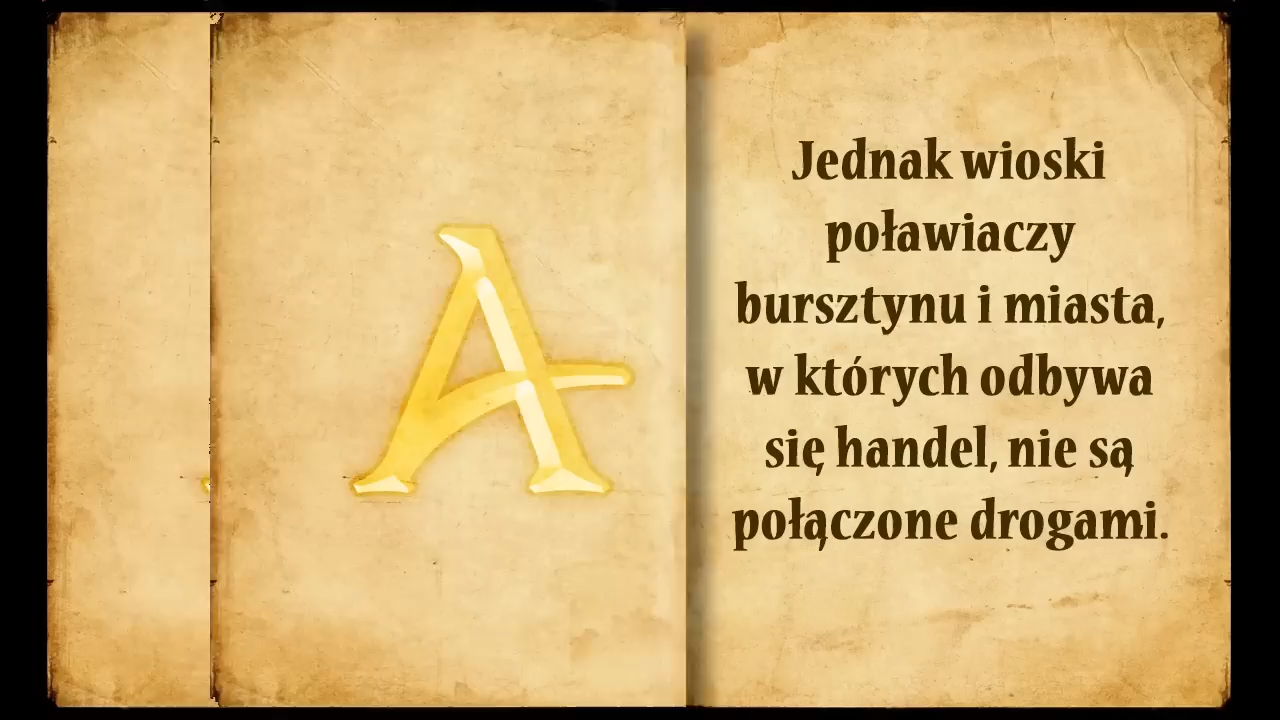 A
Jednak wioski
poławiaczy
bursztynu i miasta,
w których odbywa
się handel, nie są
połączone drogami.